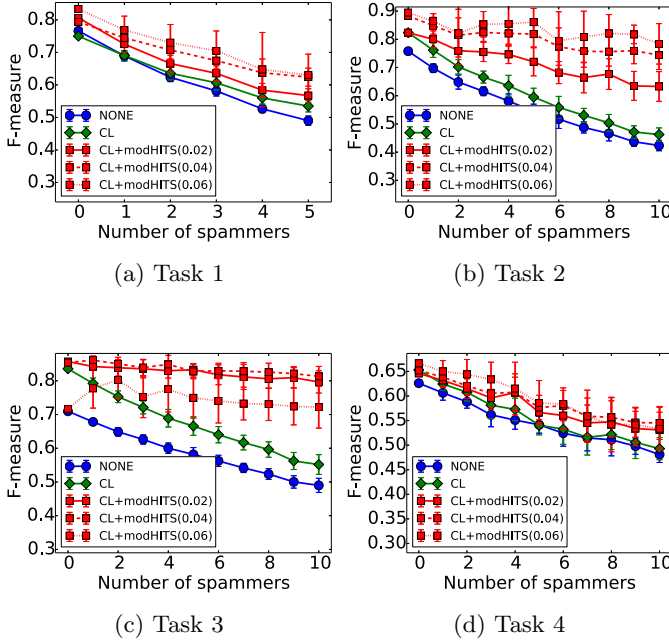 0.8
0.7
0.6
0.5
0.4
0.3
F-measure
NONE
CL
CL+modHITS(0.02)
CL+modHITS(0.04)
CL+modHITS(0.06)
0 1 2 3 4 5
Number of spammers
(a) Task 1
0.9
0.8
0.7
0.6
0.5
0.4
0.3
F-measure
NONE
CL
CL+modHITS(0.02)
CL+modHITS(0.04)
CL+modHITS(0.06)
0 2 4 6 8 10
Number of spammers
(b) Task 2
0.8
0.7
0.6
0.5
0.4
0.3
F-measure
NONE
CL
CL+modHITS(0.02)
CL+modHITS(0.04)
CL+modHITS(0.06)
0 2 4 6 8 10
Number of spammers
(c) Task 3
0.65
0.60
0.55
0.50
0.45
0.40
0.35
0.30
F-measure
NONE
CL
CL+modHITS(0.02)
CL+modHITS(0.04)
CL+modHITS(0.06)
0 2 4 6 8 10
Number of spammers
(d) Task 4